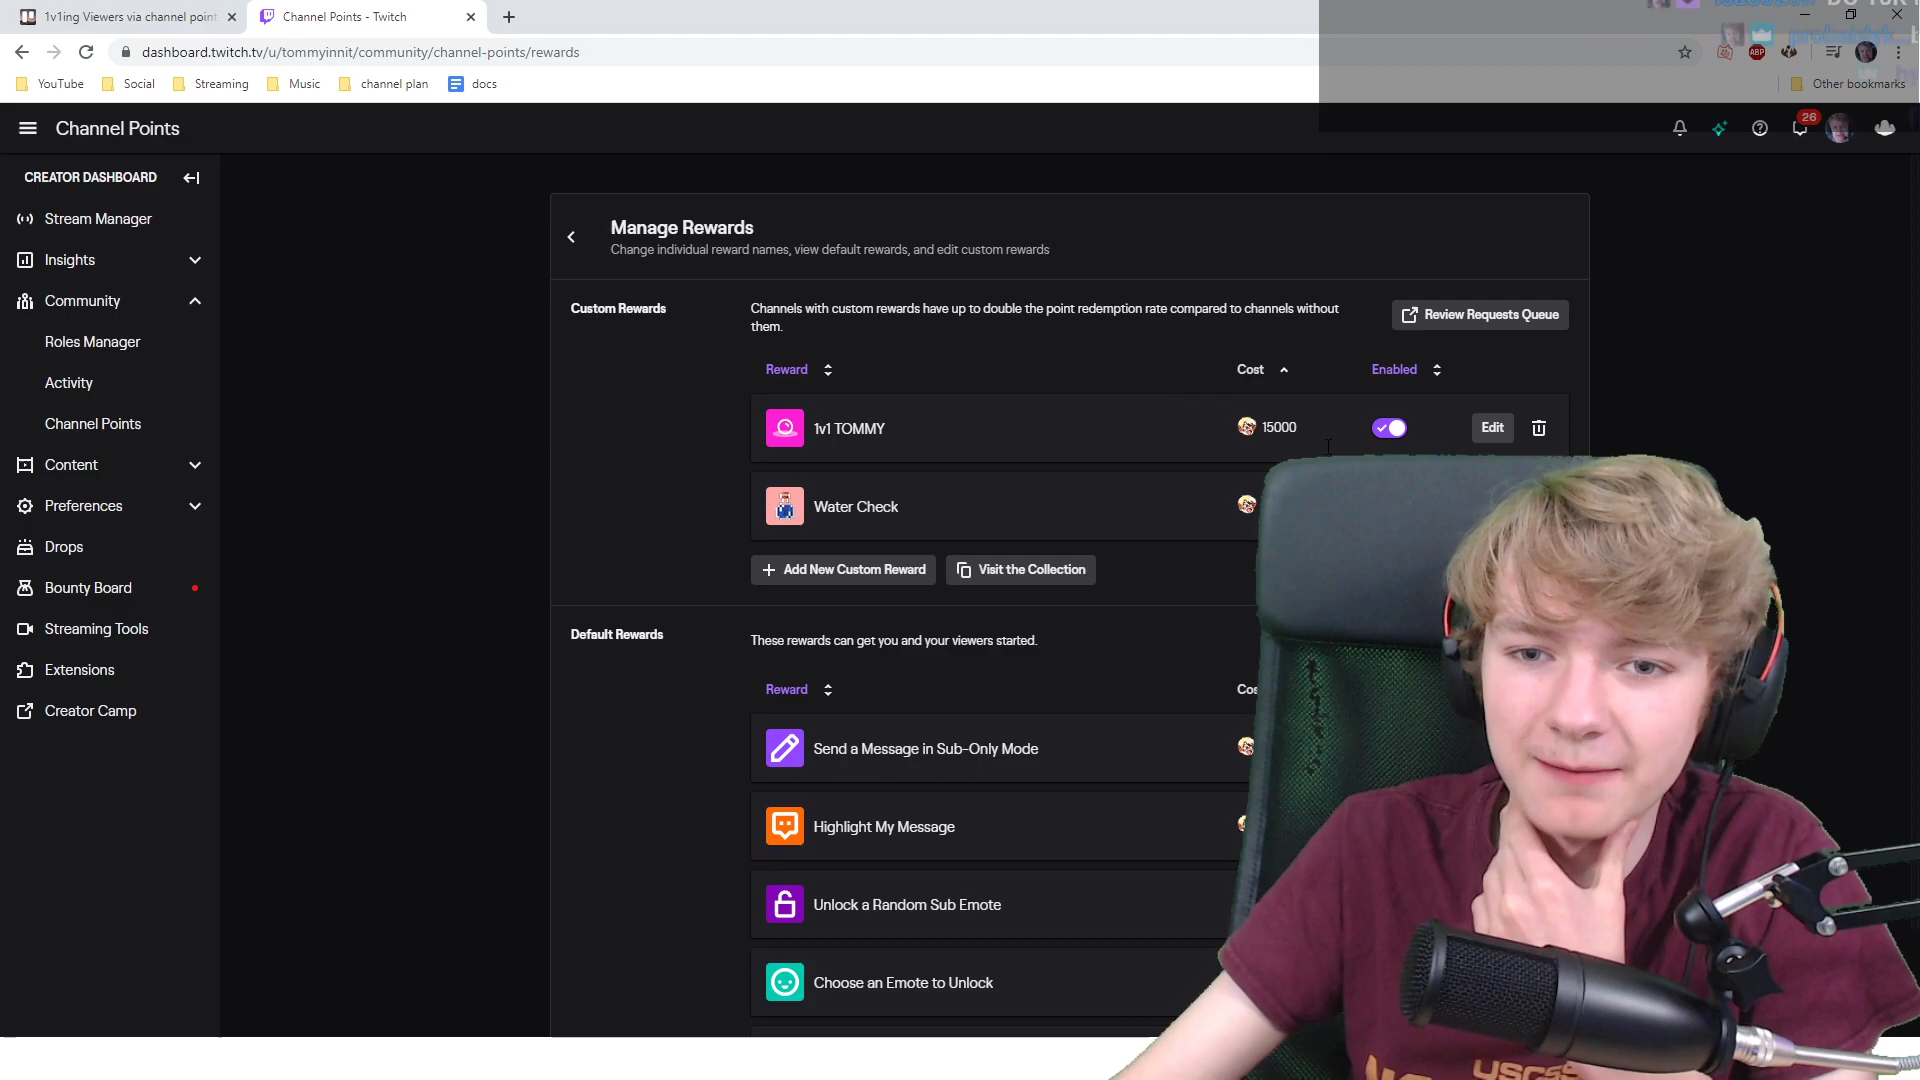 1v1ing Viewers via channel point
Channel Points - Twitch
dashboard.twitch.tv/u/tommyinnit/community/channel-points/rewards
YouTube
Social
Streaming
Music
channel plan
docs
ABP
Other bookmarks
Channel Points
26
CREATOR DASHBOARD
Stream Manager
Insights
Community
Roles Manager
Activity
Channel Points
Content
Preferences
Drops
Bounty Board
Streaming Tools
Extensions
Creator Camp
Manage Rewards
Change individual reward names, view default rewards, and edit custom rewards
Custom Rewards
Channels with custom rewards have up to double the point redemption rate compared to channels without
them.
Review Requests Queue
Reward
Cost
Enabled
1v1 TOMMY
15000
Edit
Water Check
Add New Custom Reward
Visit the Collection
Default Rewards
These rewards can get you and your viewers started.
Reward
Send a Message in Sub-Only Mode
Highlight My Message
Unlock a Random Sub Emote
Choose an Emote to Unlock